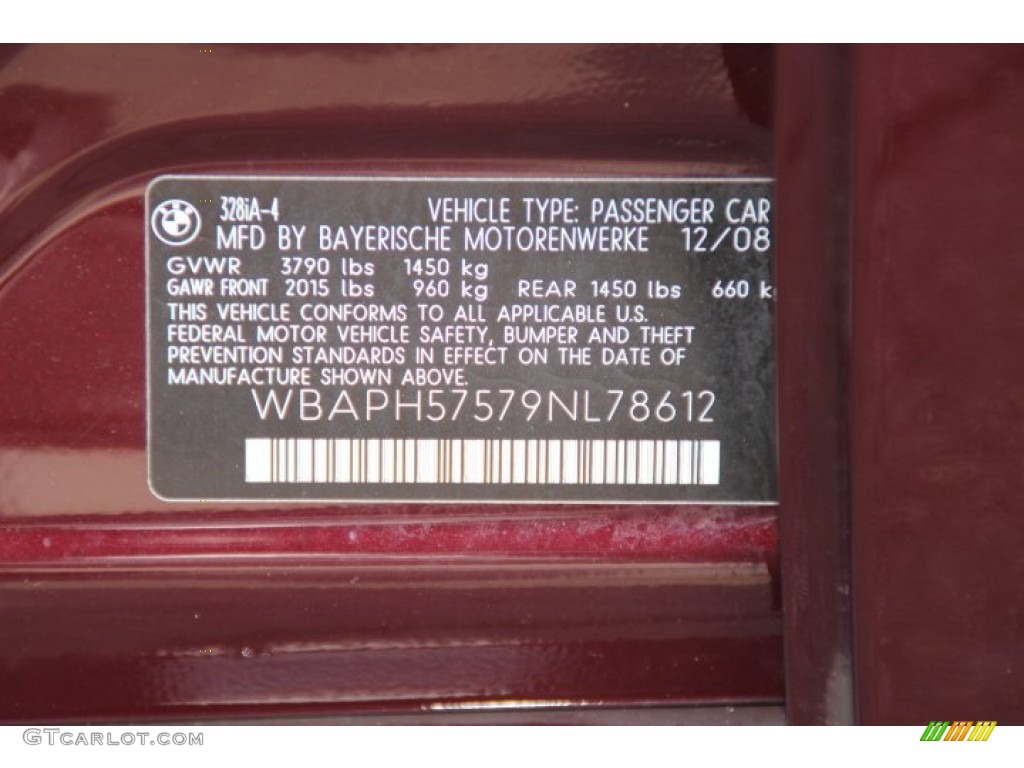 328iA-4 VEHICLE TYPE: PASSENGER CAR
MFD BY BAYERISCHE MOTORENWERKE 12/08
GVWR 3790 lbs 1450 kg
GAWR FRONT 2015 lbs 960 kg REAR 1450 lbs 660 k
THIS VEHICLE CONFORMS TO ALL APPLICABLE U.S.
FEDERAL MOTOR VEHICLE SAFETY, BUMPER AND THEFT
PREVENTION STANDARDS IN EFFECT ON THE DATE OF
MANUFACTURE SHOWN ABOVE.
WBAPH57579NL78612
GTCARLOT.COM